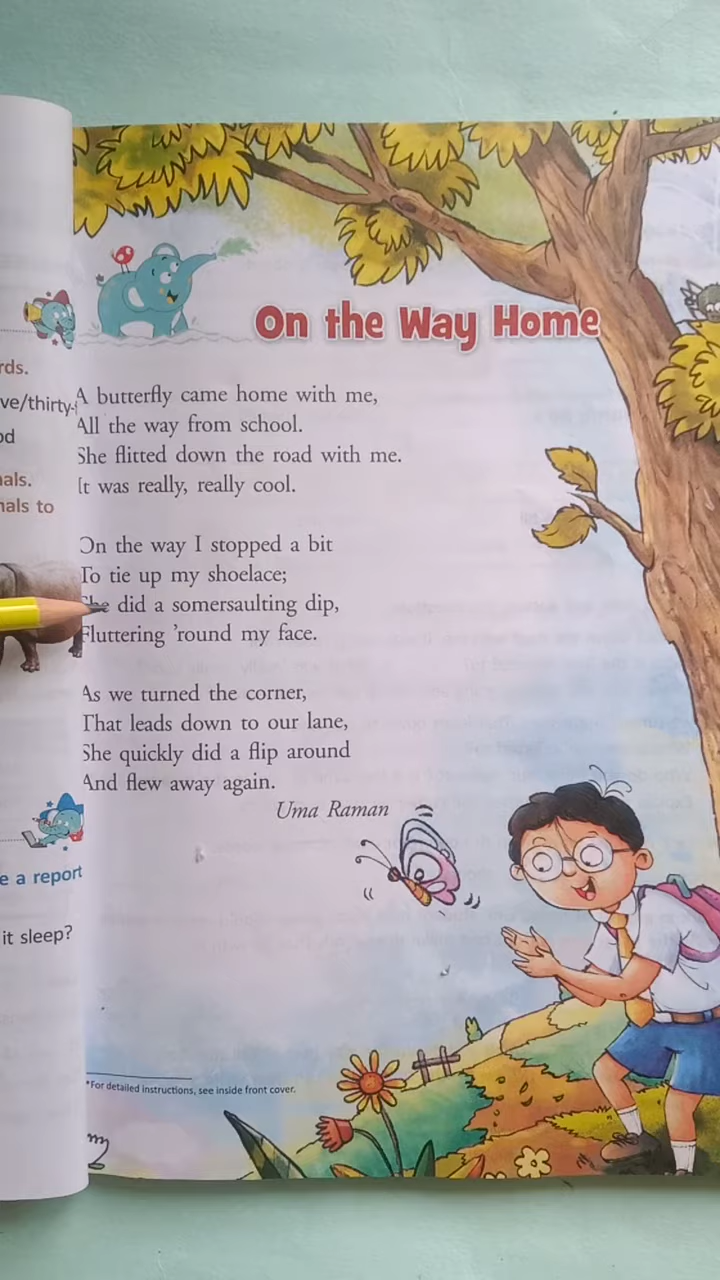 rds.
ve/thirty-
od
nals.
nals to
e a report
it sleep?
On the Way Home
A butterfly came home with me,
All the way from school.
She flitted down the road with me.
It was really, really cool.
On the way I stopped a bit
To tie up my shoelace;
She did a somersaulting dip,
Fluttering 'round my face.
As we turned the corner,
That leads down to our lane,
She quickly did a flip around
And flew away again.
Uma Raman
*For detailed instructions, see inside front cover.